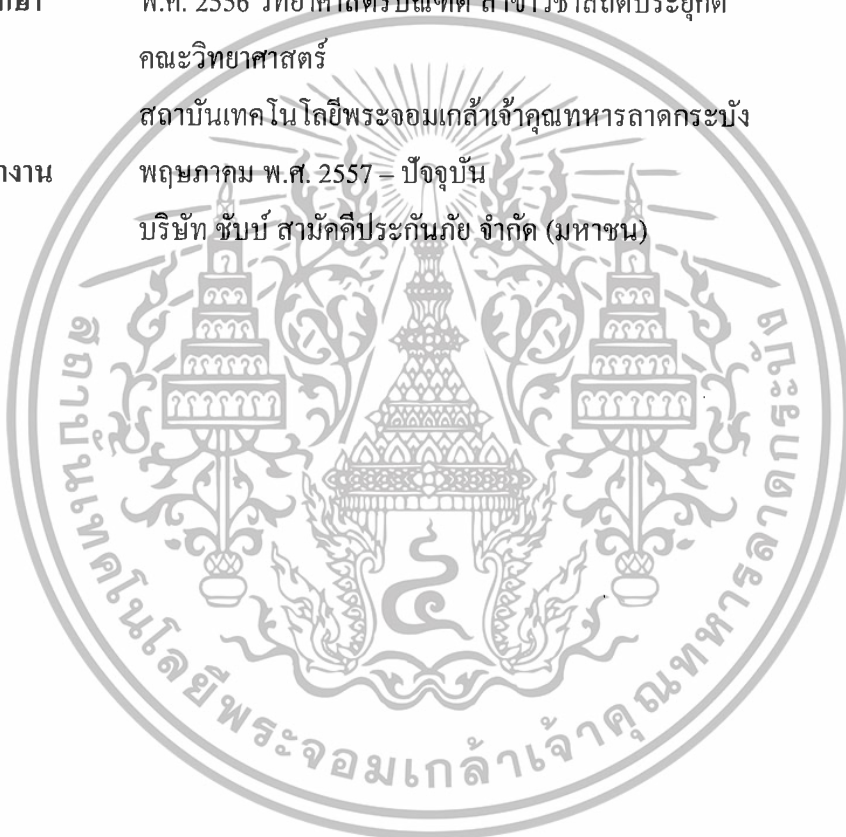 พ.ศ. 2556 วิทยาศาสตรบัณฑิต สาขาวิชาสถิติประยุกต์
คณะวิทยาศาสตร์
สถาบันเทคโนโลยีพระจอมเกล้าเจ้าคุณทหารลาดกระบัง
พฤษภาคม พ.ศ. 2557 – ปัจจุบัน
บริษัท ชับบ์ สามัคคีประกันภัย จำกัด (มหาชน)
สถาบันเทคโนโลยีพระจอมเกล้าเจ้าคุณทหารลาดกระบัง
๔